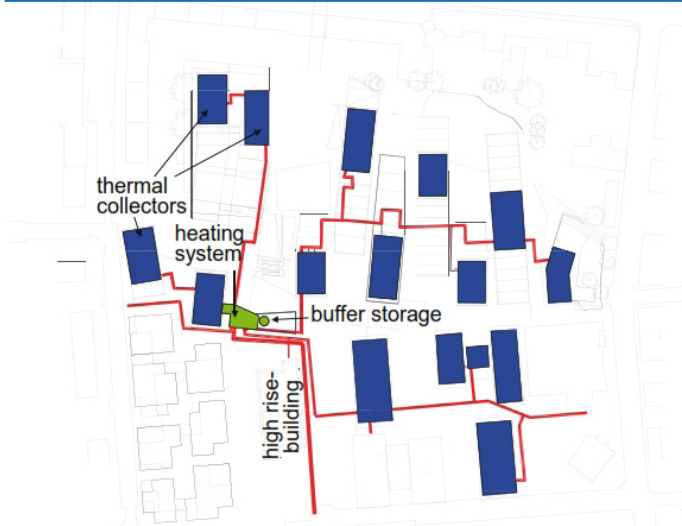 thermal
collectors
heating
system
buffer storage
high rise-
building